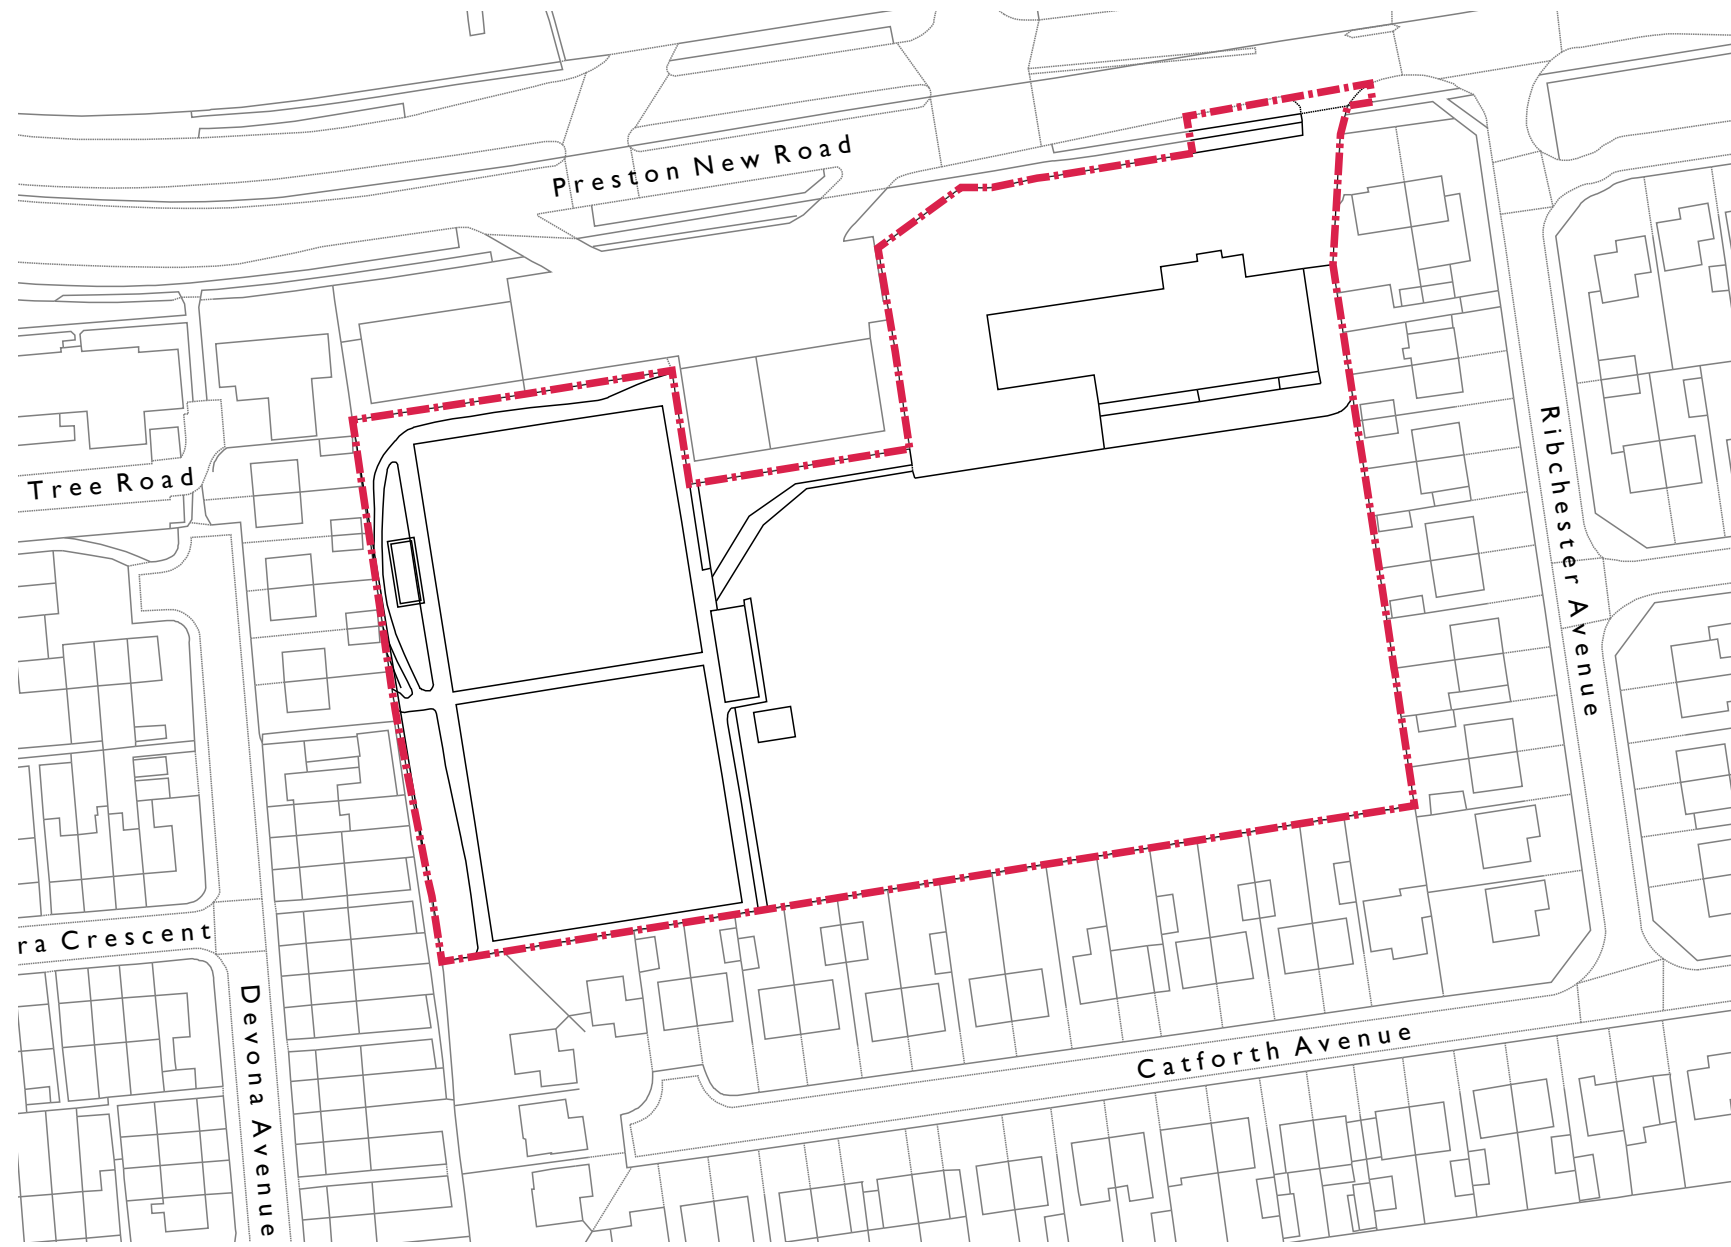 Preston New Road
Tree Road
Ribchester Avenue
ra Crescent
Devona Avenue
Catforth Avenue